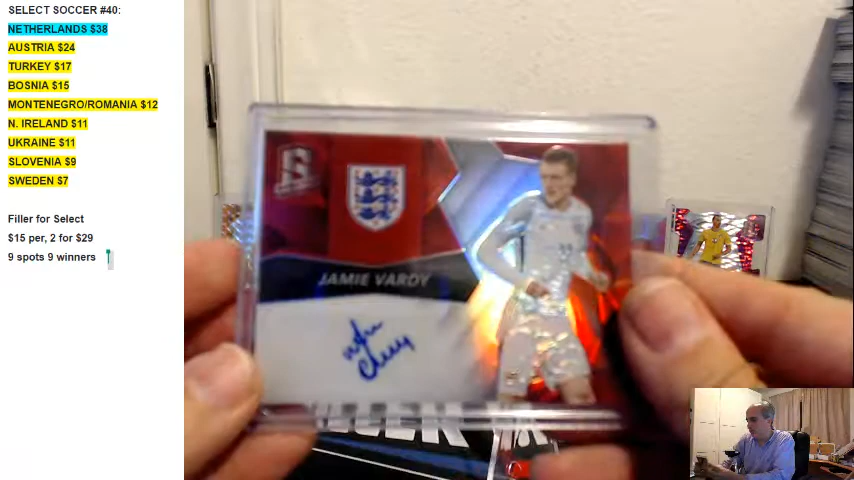 SELECT SOCCER #40:
NETHERLANDS $38
AUSTRIA $24
TURKEY $17
BOSNIA $15
MONTENEGRO/ROMANIA $12
N. IRELAND $11
UKRAINE $11
SLOVENIA $9
SWEDEN $7
Filler for Select
$15 per, 2 for $29
9 spots 9 winners
JAMIE VARDY